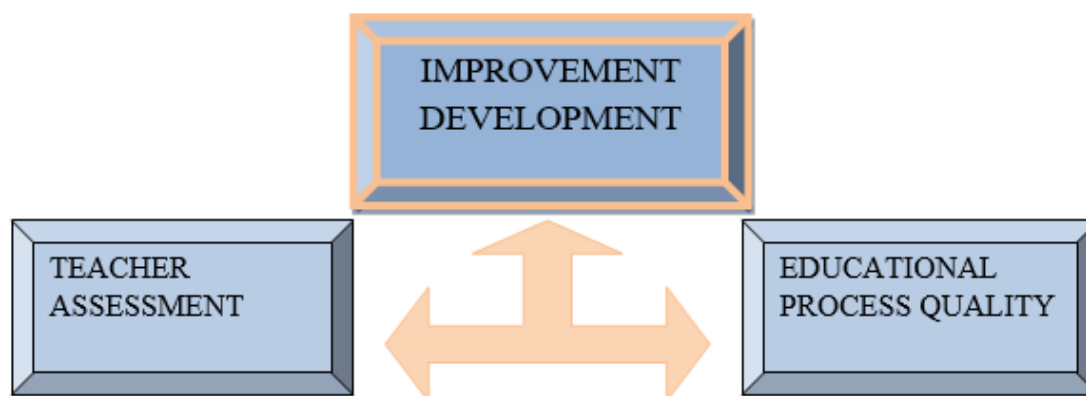 IMPROVEMENT
DEVELOPMENT
TEACHER
ASSESSMENT
EDUCATIONAL
PROCESS QUALITY